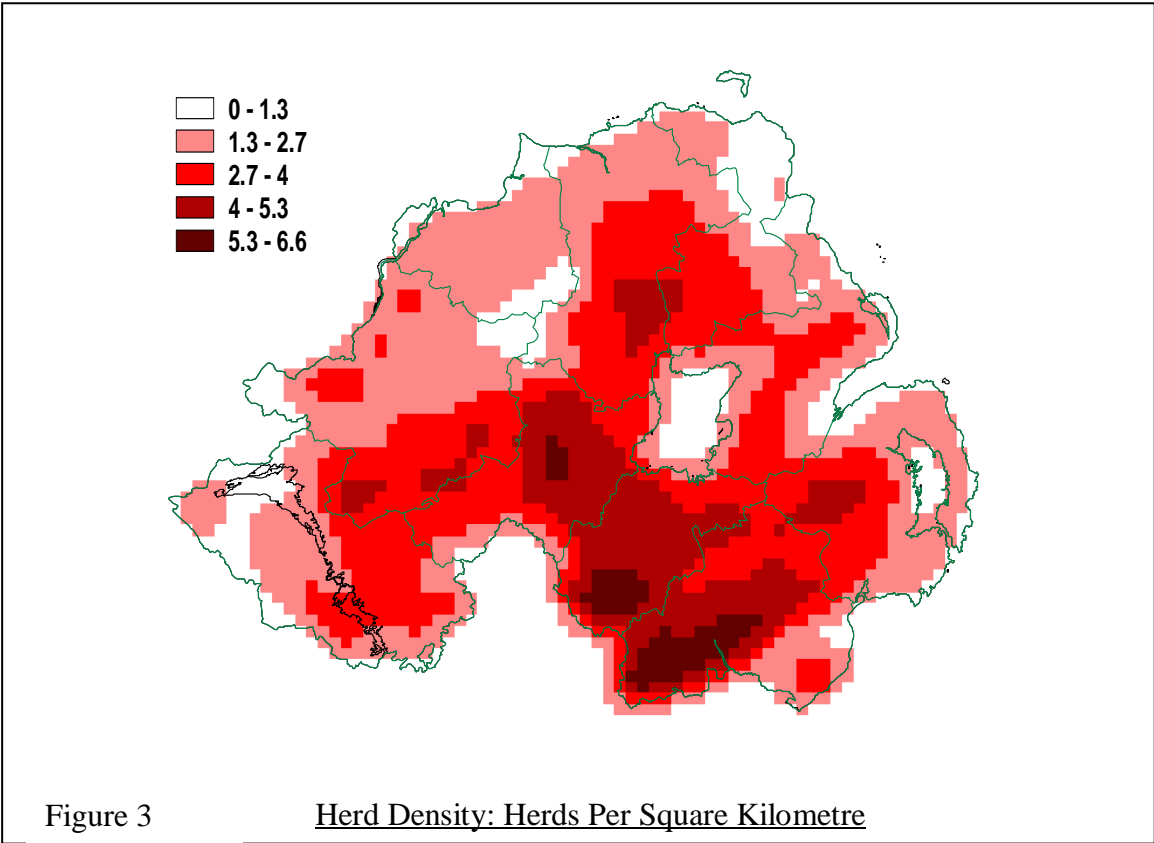 0 - 1.3
1.3 - 2.7
2.7 - 4
4 - 5.3
5.3 - 6.6
Figure 3 Herd Density: Herds Per Square Kilometre